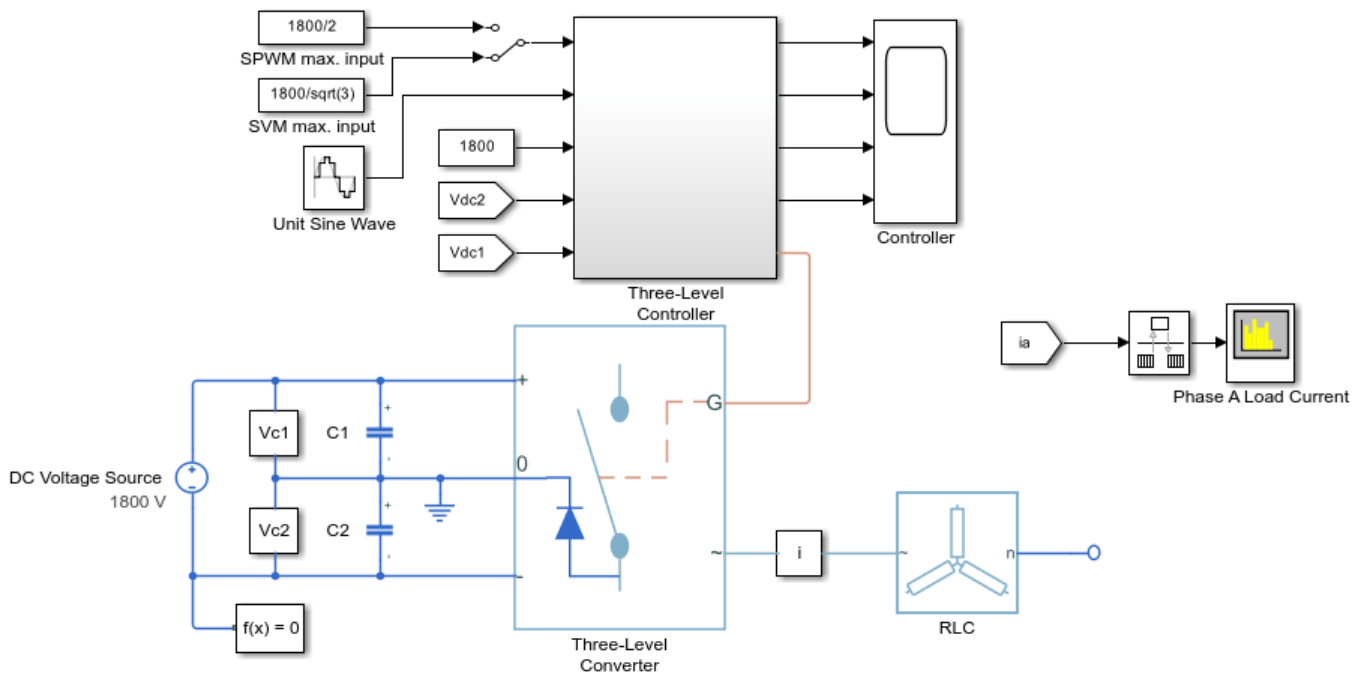 1800/2
SPWM max. input
1800/sqrt(3)
SVM max. input
Unit Sine Wave
1800
Vdc2
Vdc1
Three-Level
Controller
Controller
ia
Phase A Load Current
DC Voltage Source
1800 V
Vc1
C1
+
-
Vc2
C2
+
-
f(x) = 0
+
0
-
G
~
Three-Level
Converter
i
~
n
RLC